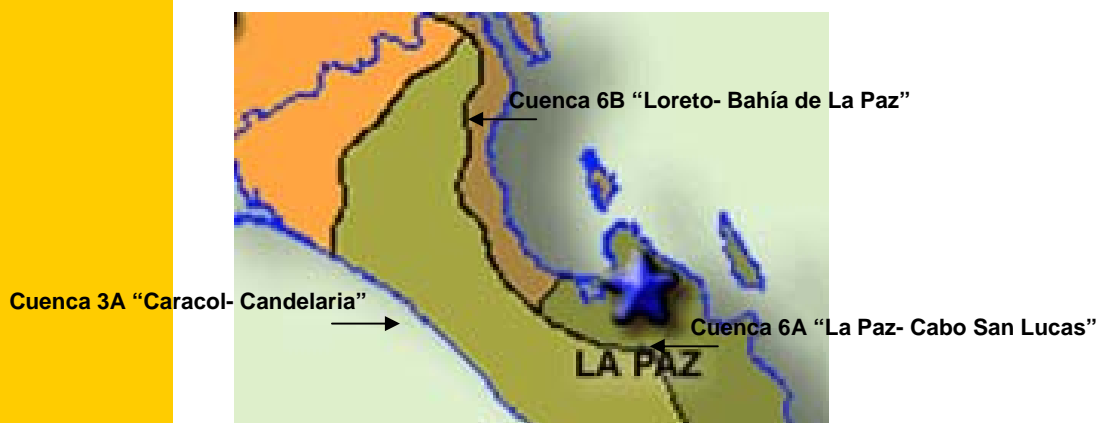 Cuenca 6B “Loreto- Bahía de La Paz”
Cuenca 3A “Caracol- Candelaria”
Cuenca 6A “La Paz- Cabo San Lucas”
LA PAZ